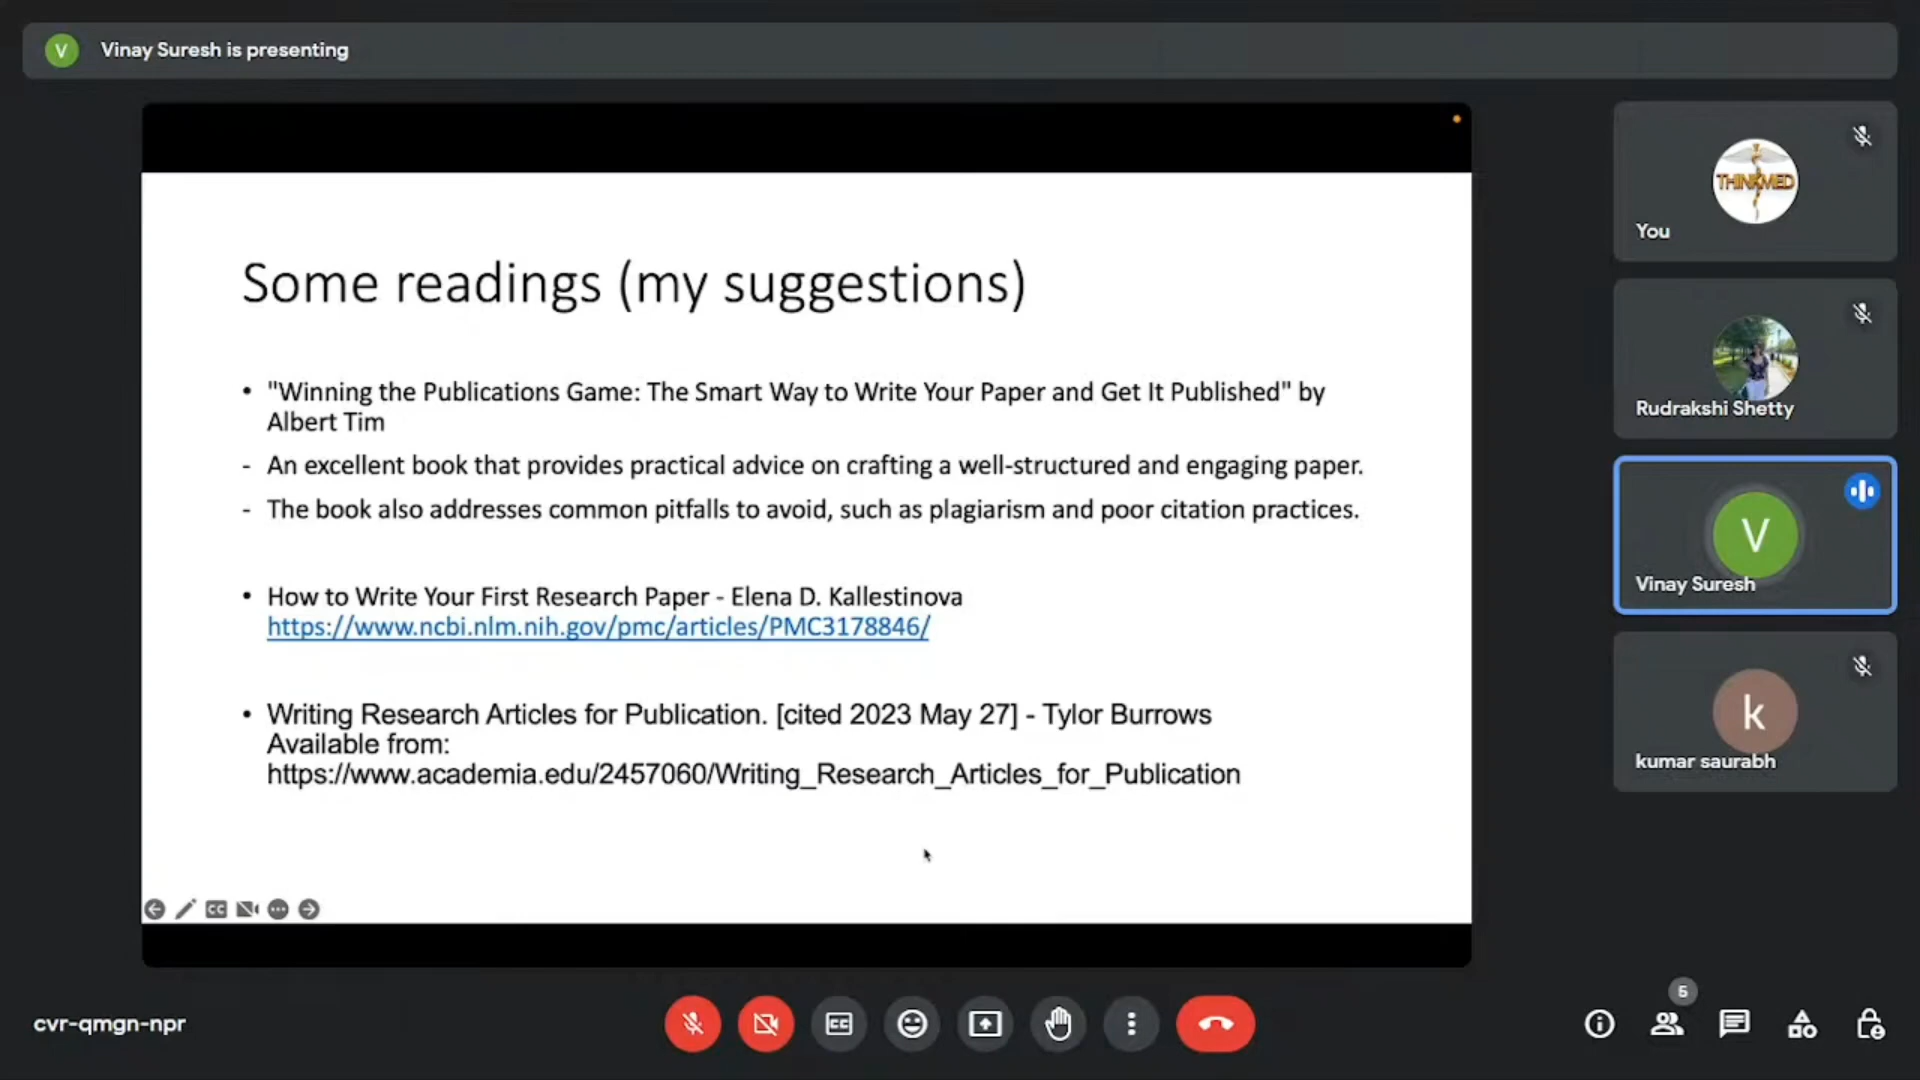 V
Vinay Suresh is presenting
Some readings (my suggestions)
• "Winning the Publications Game: The Smart Way to Write Your Paper and Get It Published" by
Albert Tim
- An excellent book that provides practical advice on crafting a well-structured and engaging paper.
- The book also addresses common pitfalls to avoid, such as plagiarism and poor citation practices.
• How to Write Your First Research Paper - Elena D. Kallestinova
https://www.ncbi.nlm.nih.gov/pmc/articles/PMC3178846/
• Writing Research Articles for Publication. [cited 2023 May 27] - Tylor Burrows
Available from:
https://www.academia.edu/2457060/Writing_Research_Articles_for_Publication
CC
THINKMED
You
Rudrakshi Shetty
V
Vinay Suresh
k
kumar saurabh
cvr-qmgn-npr
CC
5